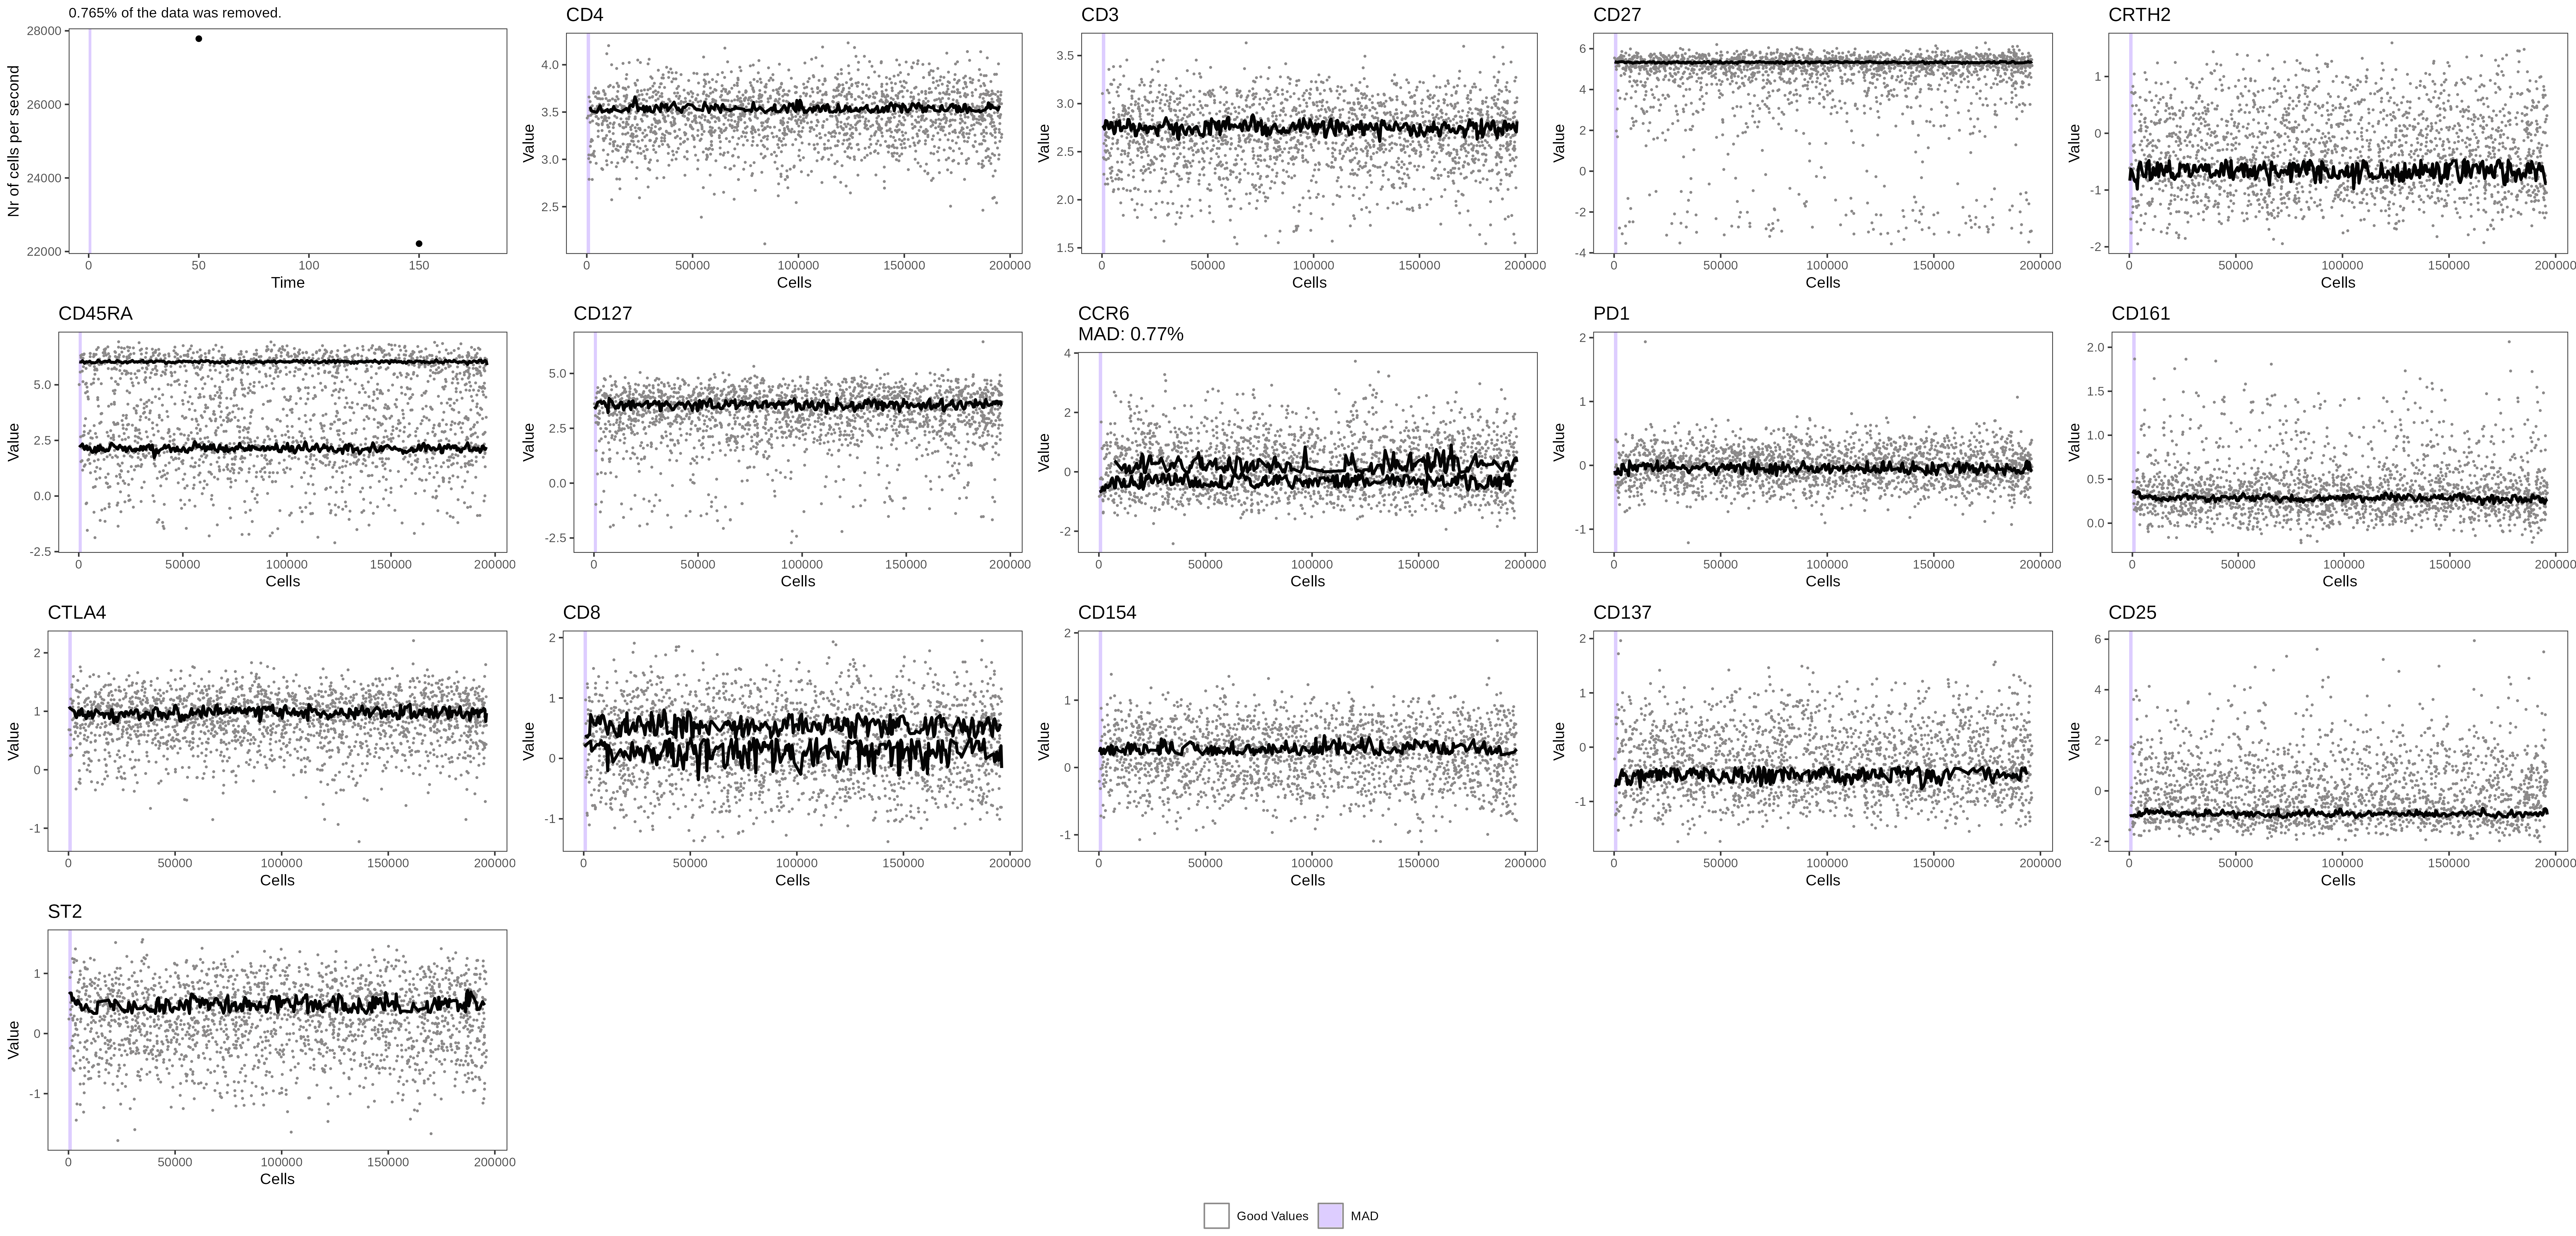 0.765% of the data was removed.
28000
26000
24000
22000
Nr of cells per second
0
50
100
150
Time
CD4
4.0
3.5
3.0
2.5
Value
0
50000
100000
150000
200000
Cells
CD3
3.5
3.0
2.5
2.0
1.5
Value
0
50000
100000
150000
200000
Cells
CD27
6
4
2
0
-2
-4
Value
0
50000
100000
150000
200000
Cells
CRTH2
1
0
-1
-2
Value
0
50000
100000
150000
200000
Cells
CD45RA
5.0
2.5
0.0
-2.5
Value
0
50000
100000
150000
200000
Cells
CD127
5.0
2.5
0.0
-2.5
Value
0
50000
100000
150000
200000
Cells
CCR6
MAD: 0.77%
4
2
0
-2
Value
0
50000
100000
150000
200000
Cells
PD1
2
1
0
-1
Value
0
50000
100000
150000
200000
Cells
CD161
2.0
1.5
1.0
0.5
0.0
Value
0
50000
100000
150000
200000
Cells
CTLA4
2
1
0
-1
Value
0
50000
100000
150000
200000
Cells
CD8
2
1
0
-1
Value
0
50000
100000
150000
200000
Cells
CD154
2
1
0
-1
Value
0
50000
100000
150000
200000
Cells
CD137
2
1
0
-1
Value
0
50000
100000
150000
200000
Cells
CD25
6
4
2
0
-2
Value
0
50000
100000
150000
200000
Cells
ST2
1
0
-1
Value
0
50000
100000
150000
200000
Cells
Good Values
MAD